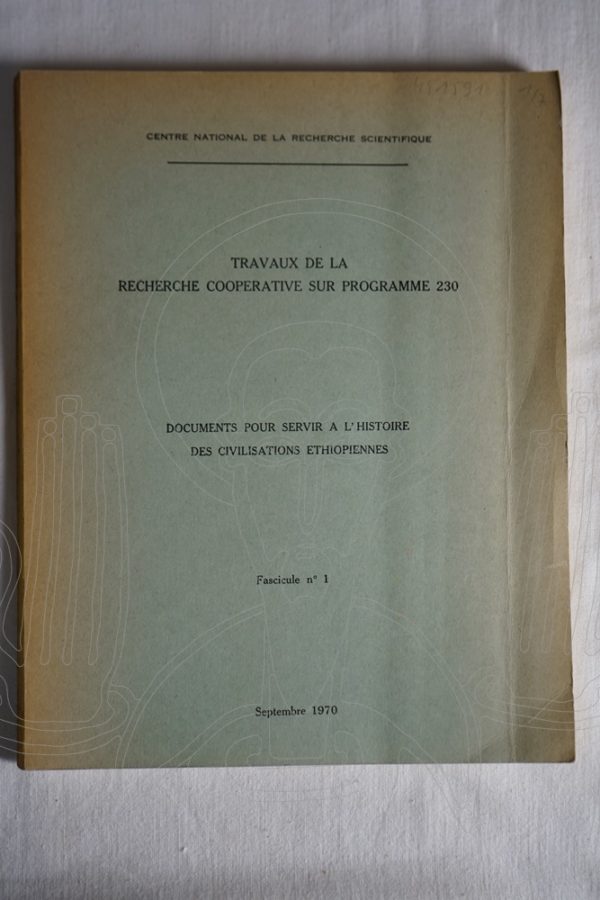 CENTRE NATIONAL DE LA RECHERCHE SCIENTIFIQUE
TRAVAUX DE LA
RECHERCHE COOPERATIVE SUR PROGRAMME 230
DOCUMENTS POUR SERVIR A L'HISTOIRE
DES CIVILISATIONS ETHIOPIENNES
Fascicule n° 1
Septembre 1970